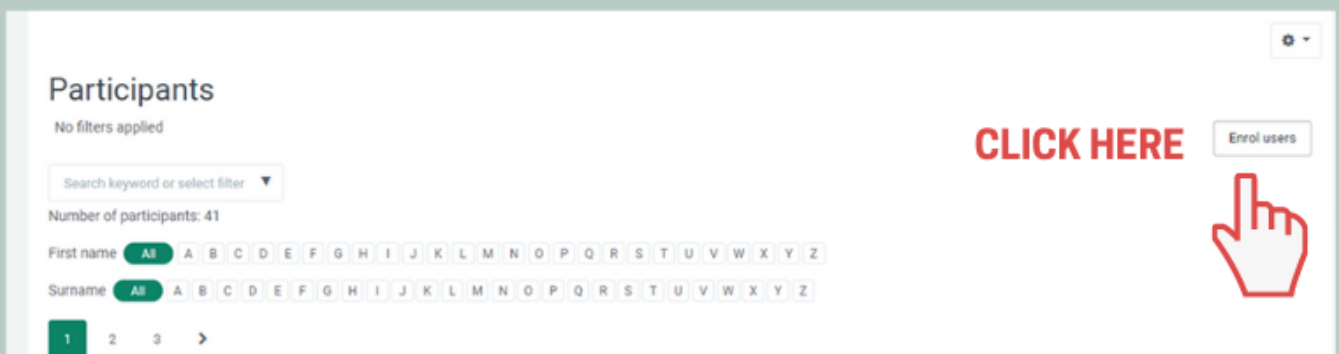 Participants
No filters applied
CLICK HERE
Enrol users
Search keyword or select filter
Number of participants: 41
First name All A B C D E F G H I J K L M N O P Q R S T U V W X Y Z
Surname All A B C D E F G H I J K L M N O P Q R S T U V W X Y Z
1 2 3